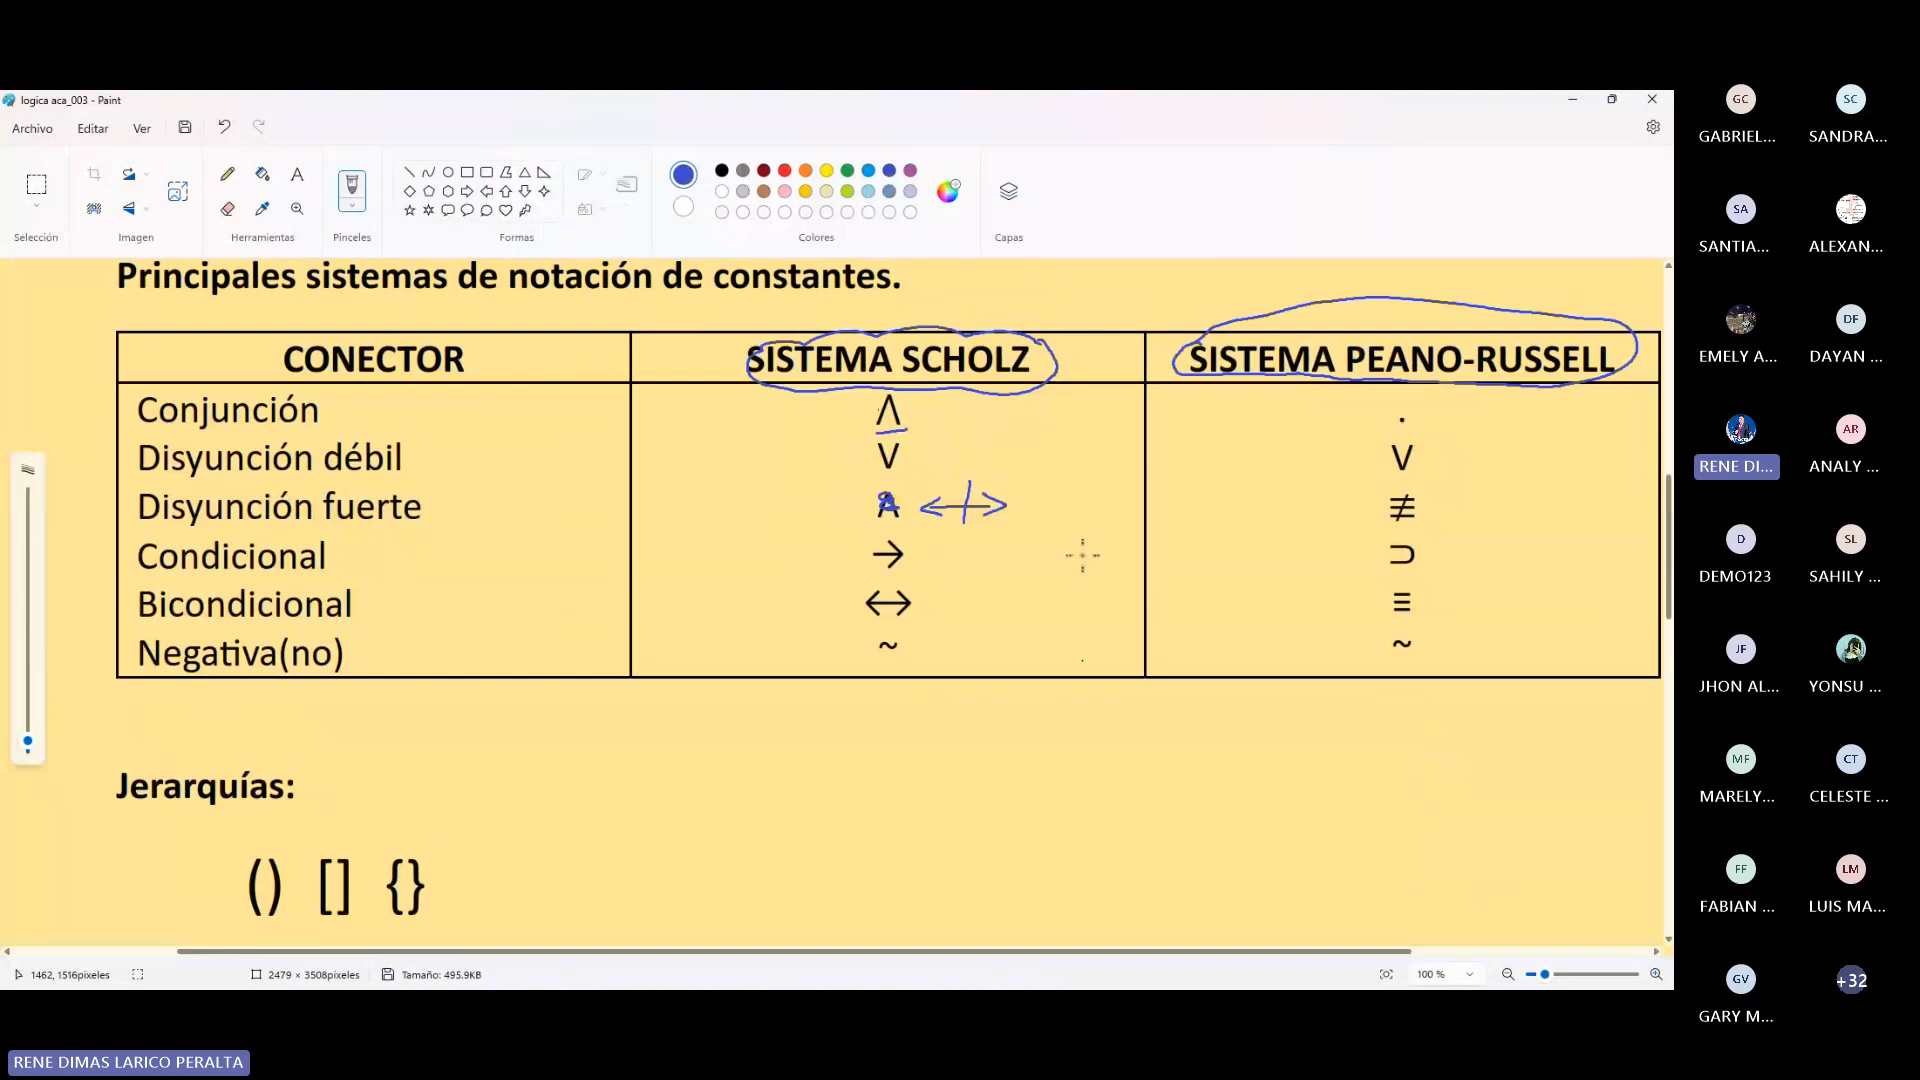 logica aca_003 - Paint
Archivo Editar Ver
Selección Imagen Herramientas Pinceles Formas Colores Capas
Principales sistemas de notación de constantes.
CONECTOR SISTEMA SCHOLZ SISTEMA PEANO-RUSSELL
Conjunción Λ .
Disyunción débil V V
Disyunción fuerte A ↮ ≢
Condicional → ⊃
Bicondicional ↔ ≡
Negativa(no) ~ ~
Jerarquías:
() [] {}
1462, 1516píxeles 2479 × 3508píxeles Tamaño: 495.9KB 100 %
GC SC
GABRIEL... SANDRA...
SA
SANTIA... ALEXAN...
DF
EMELY A... DAYAN ...
AR
RENE DI... ANALY ...
D SL
DEMO123 SAHILY ...
JF
JHON AL... YONSU ...
MF CT
MARELY... CELESTE ...
FF LM
FABIAN ... LUIS MA...
GV +32
GARY M...
RENE DIMAS LARICO PERALTA